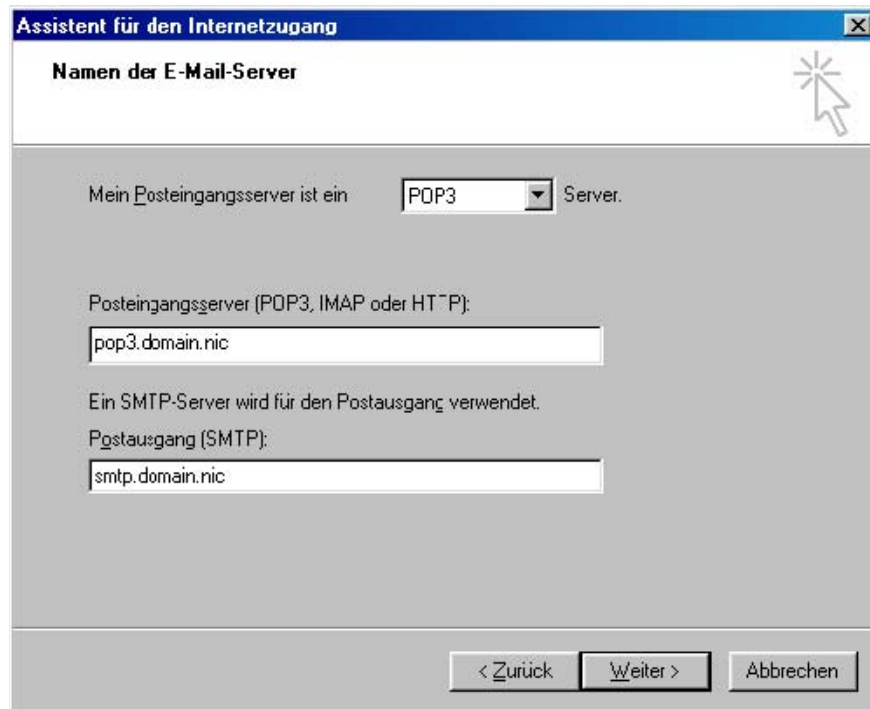 Assistent für den Internetzugang
Namen der E-Mail-Server
Mein Posteingangsserver ist ein POP3 Server.
Posteingangsserver (POP3, IMAP oder HTTP):
pop3.domain.nic
Ein SMTP-Server wird für den Postausgang verwendet.
Postausgang (SMTP):
smtp.domain.nic
< Zurück Weiter > Abbrechen